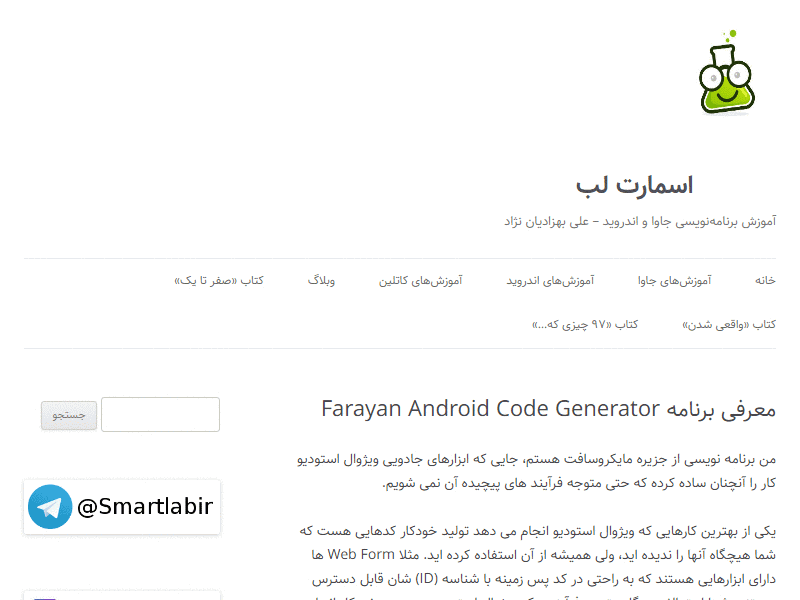 اسمارت لب
آموزش برنامه‌نویسی جاوا و اندروید – علی بهزادیان نژاد
خانه
آموزش‌های جاوا
آموزش‌های اندروید
آموزش‌های کاتلین
وبلاگ
کتاب «صفر تا یک»
کتاب «واقعی شدن»
کتاب «۹۷ چیزی که...»
معرفی برنامه Farayan Android Code Generator
من برنامه نویسی از جزیره مایکروسافت هستم، جایی که ابزارهای جادویی ویژوال استودیو
کار را آنچنان ساده کرده که حتی متوجه فرآیند های پیچیده آن نمی شویم.
یکی از بهترین کارهایی که ویژوال استودیو انجام می دهد تولید خودکار کدهایی هست که
شما هیچگاه آنها را ندیده اید، ولی همیشه از آن استفاده کرده اید. مثلا Web Form ها
دارای ابزارهایی هستند که به راحتی در کد پس زمینه با شناسه (ID) شان قابل دسترس
جستجو
@Smartlabir